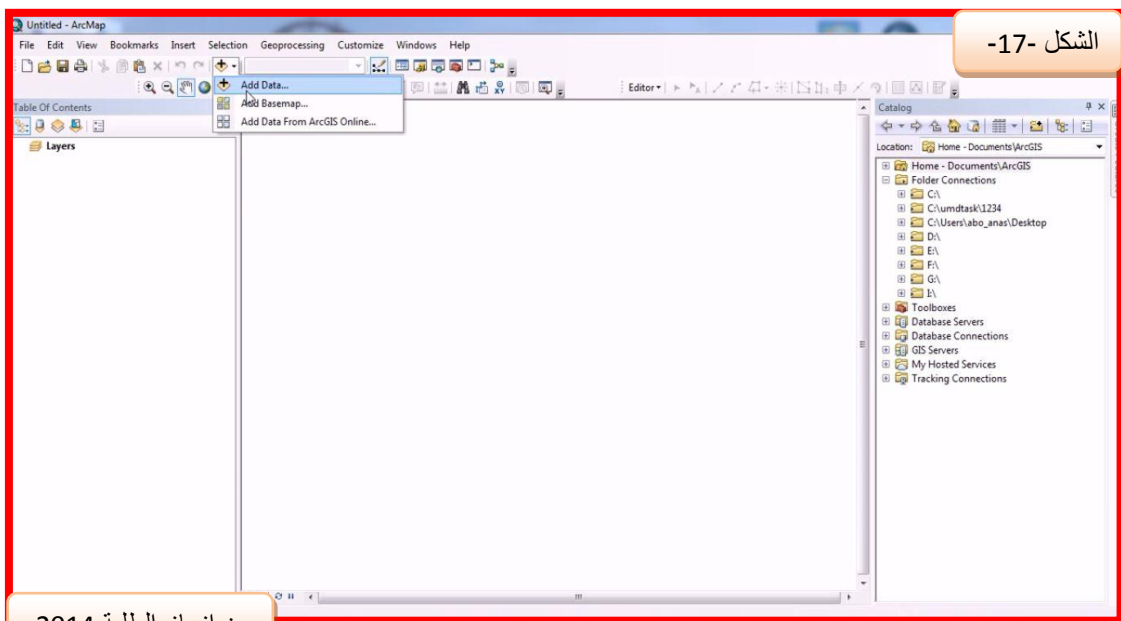 Untitled - ArcMap
الشكل -17-
File Edit View Bookmarks Insert Selection Geoprocessing Customize Windows Help
Add Data...
Add Basemap...
Add Data From ArcGIS Online...
Editor
Table Of Contents
Layers
Catalog
Location: Home - Documents\ArcGIS
Home - Documents\ArcGIS
Folder Connections
C:\
C:\umdtask\1234
C:\Users\abo_anas\Desktop
D:\
E:\
F:\
G:\
I:\
Toolboxes
Database Servers
Database Connections
GIS Servers
My Hosted Services
Tracking Connections
2014